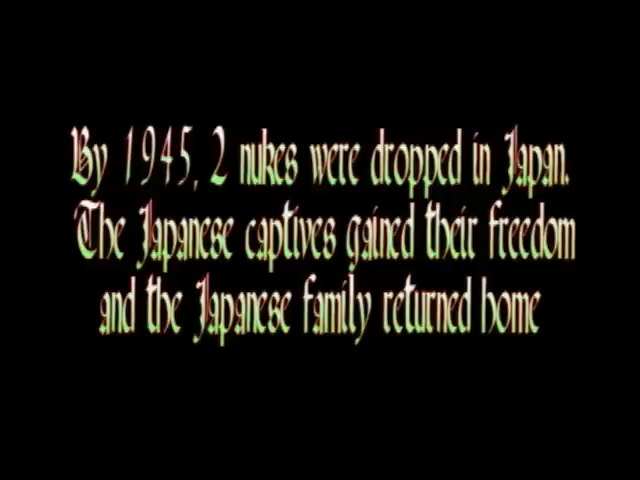 By 1945, 2 nukes were dropped in Japan.
The Japanese captives gained their freedom
and the Japanese family returned home